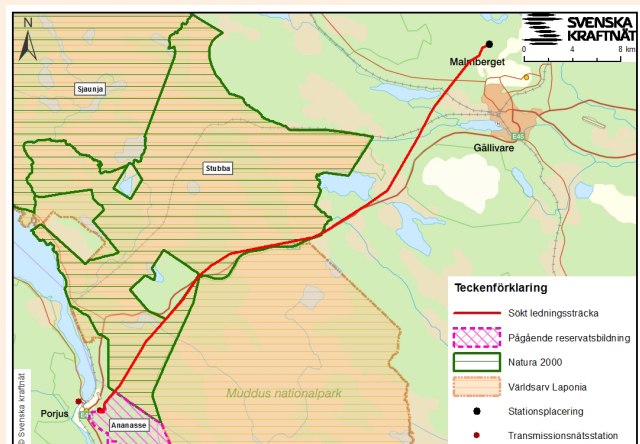 N
SVENSKA
KRAFTNÄT
0 4 8 km
Malmberget
Sjaunja
E45
Gällivare
Stubba
Teckenförklaring
Sökt ledningssträcka
Pågående reservatsbildning
Natura 2000
Världsarv Laponia
Stationsplacering
Transmissionsnätsstation
Muddus nationalpark
Porjus
Ananasse
© Svenska kraftnät